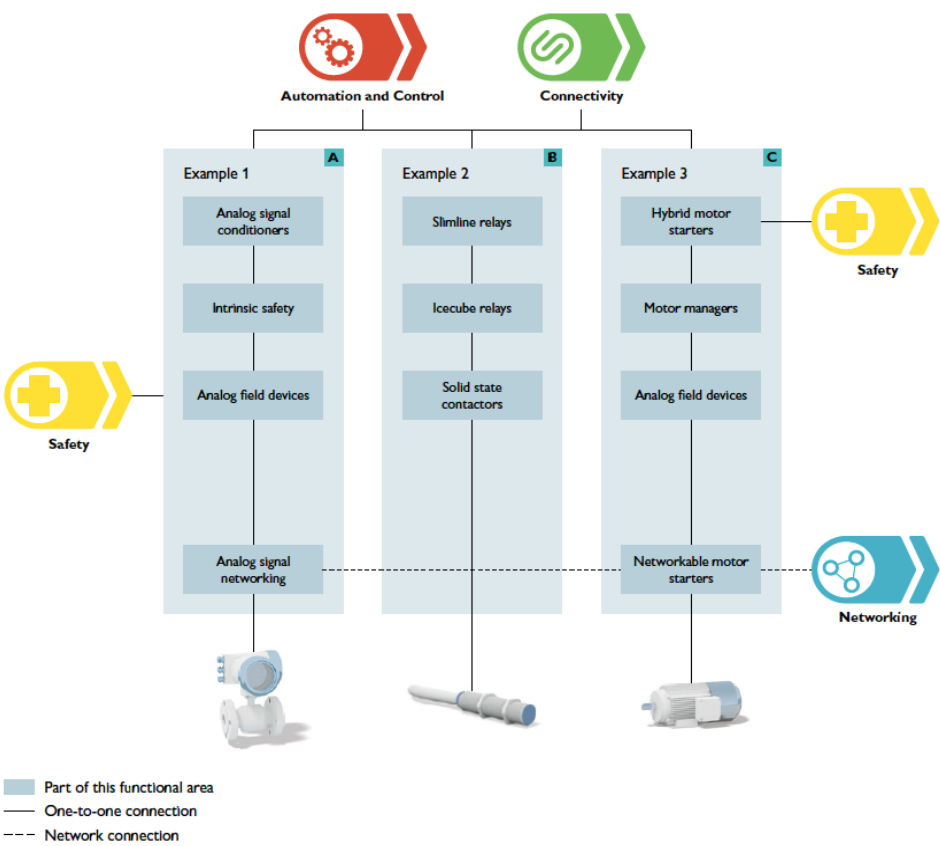 Automation and Control
Connectivity
A
B
C
Example 1
Example 2
Example 3
Analog signal
conditioners
Slimline relays
Hybrid motor
starters
Safety
Intrinsic safety
Icecube relays
Motor managers
Analog field devices
Solid state
contactors
Analog field devices
Safety
Analog signal
networking
Networkable motor
starters
Networking
Part of this functional area
One-to-one connection
Network connection